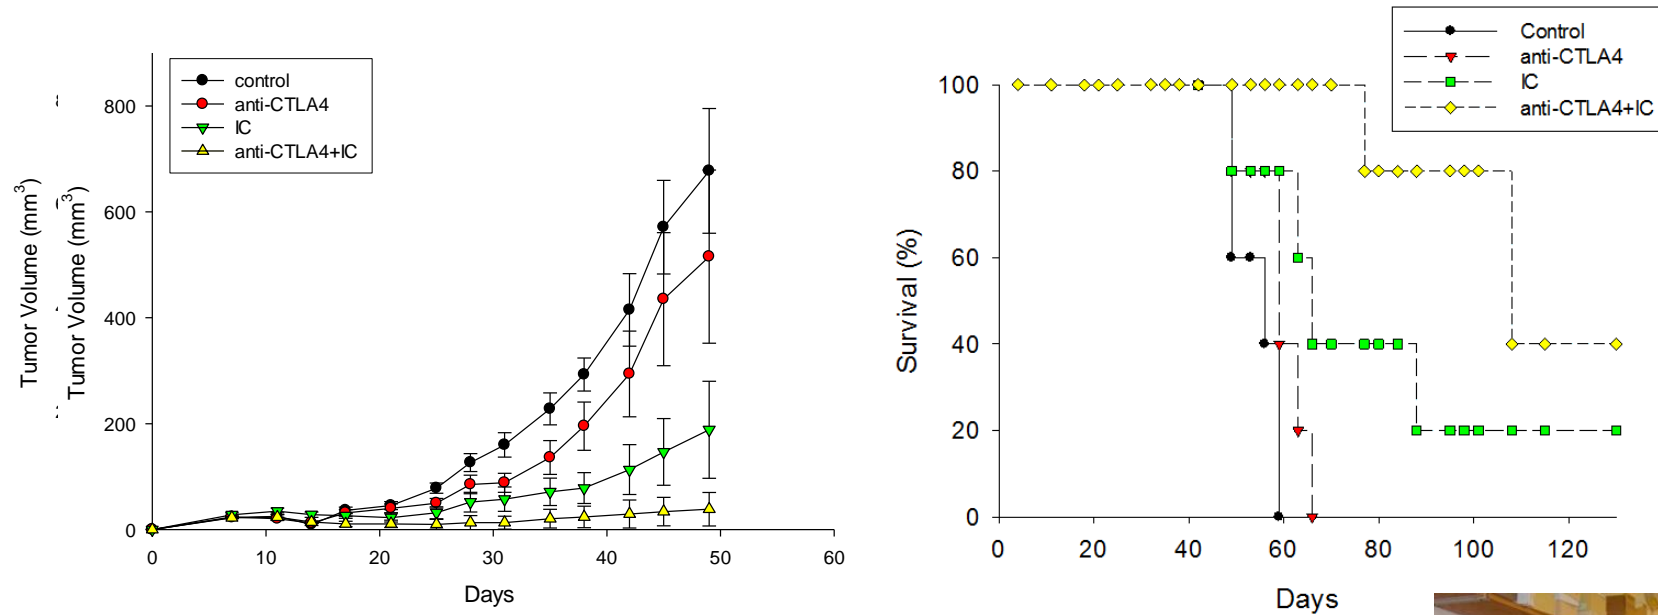 control
anti-CTLA4
IC
anti-CTLA4+IC
Tumor Volume (mm³)
Tumor Volume (mm³)
800
600
400
200
0
0 10 20 30 40 50 60
Days
Control
anti-CTLA4
IC
anti-CTLA4+IC
Survival (%)
100
80
60
40
20
0
0 20 40 60 80 100 120
Days